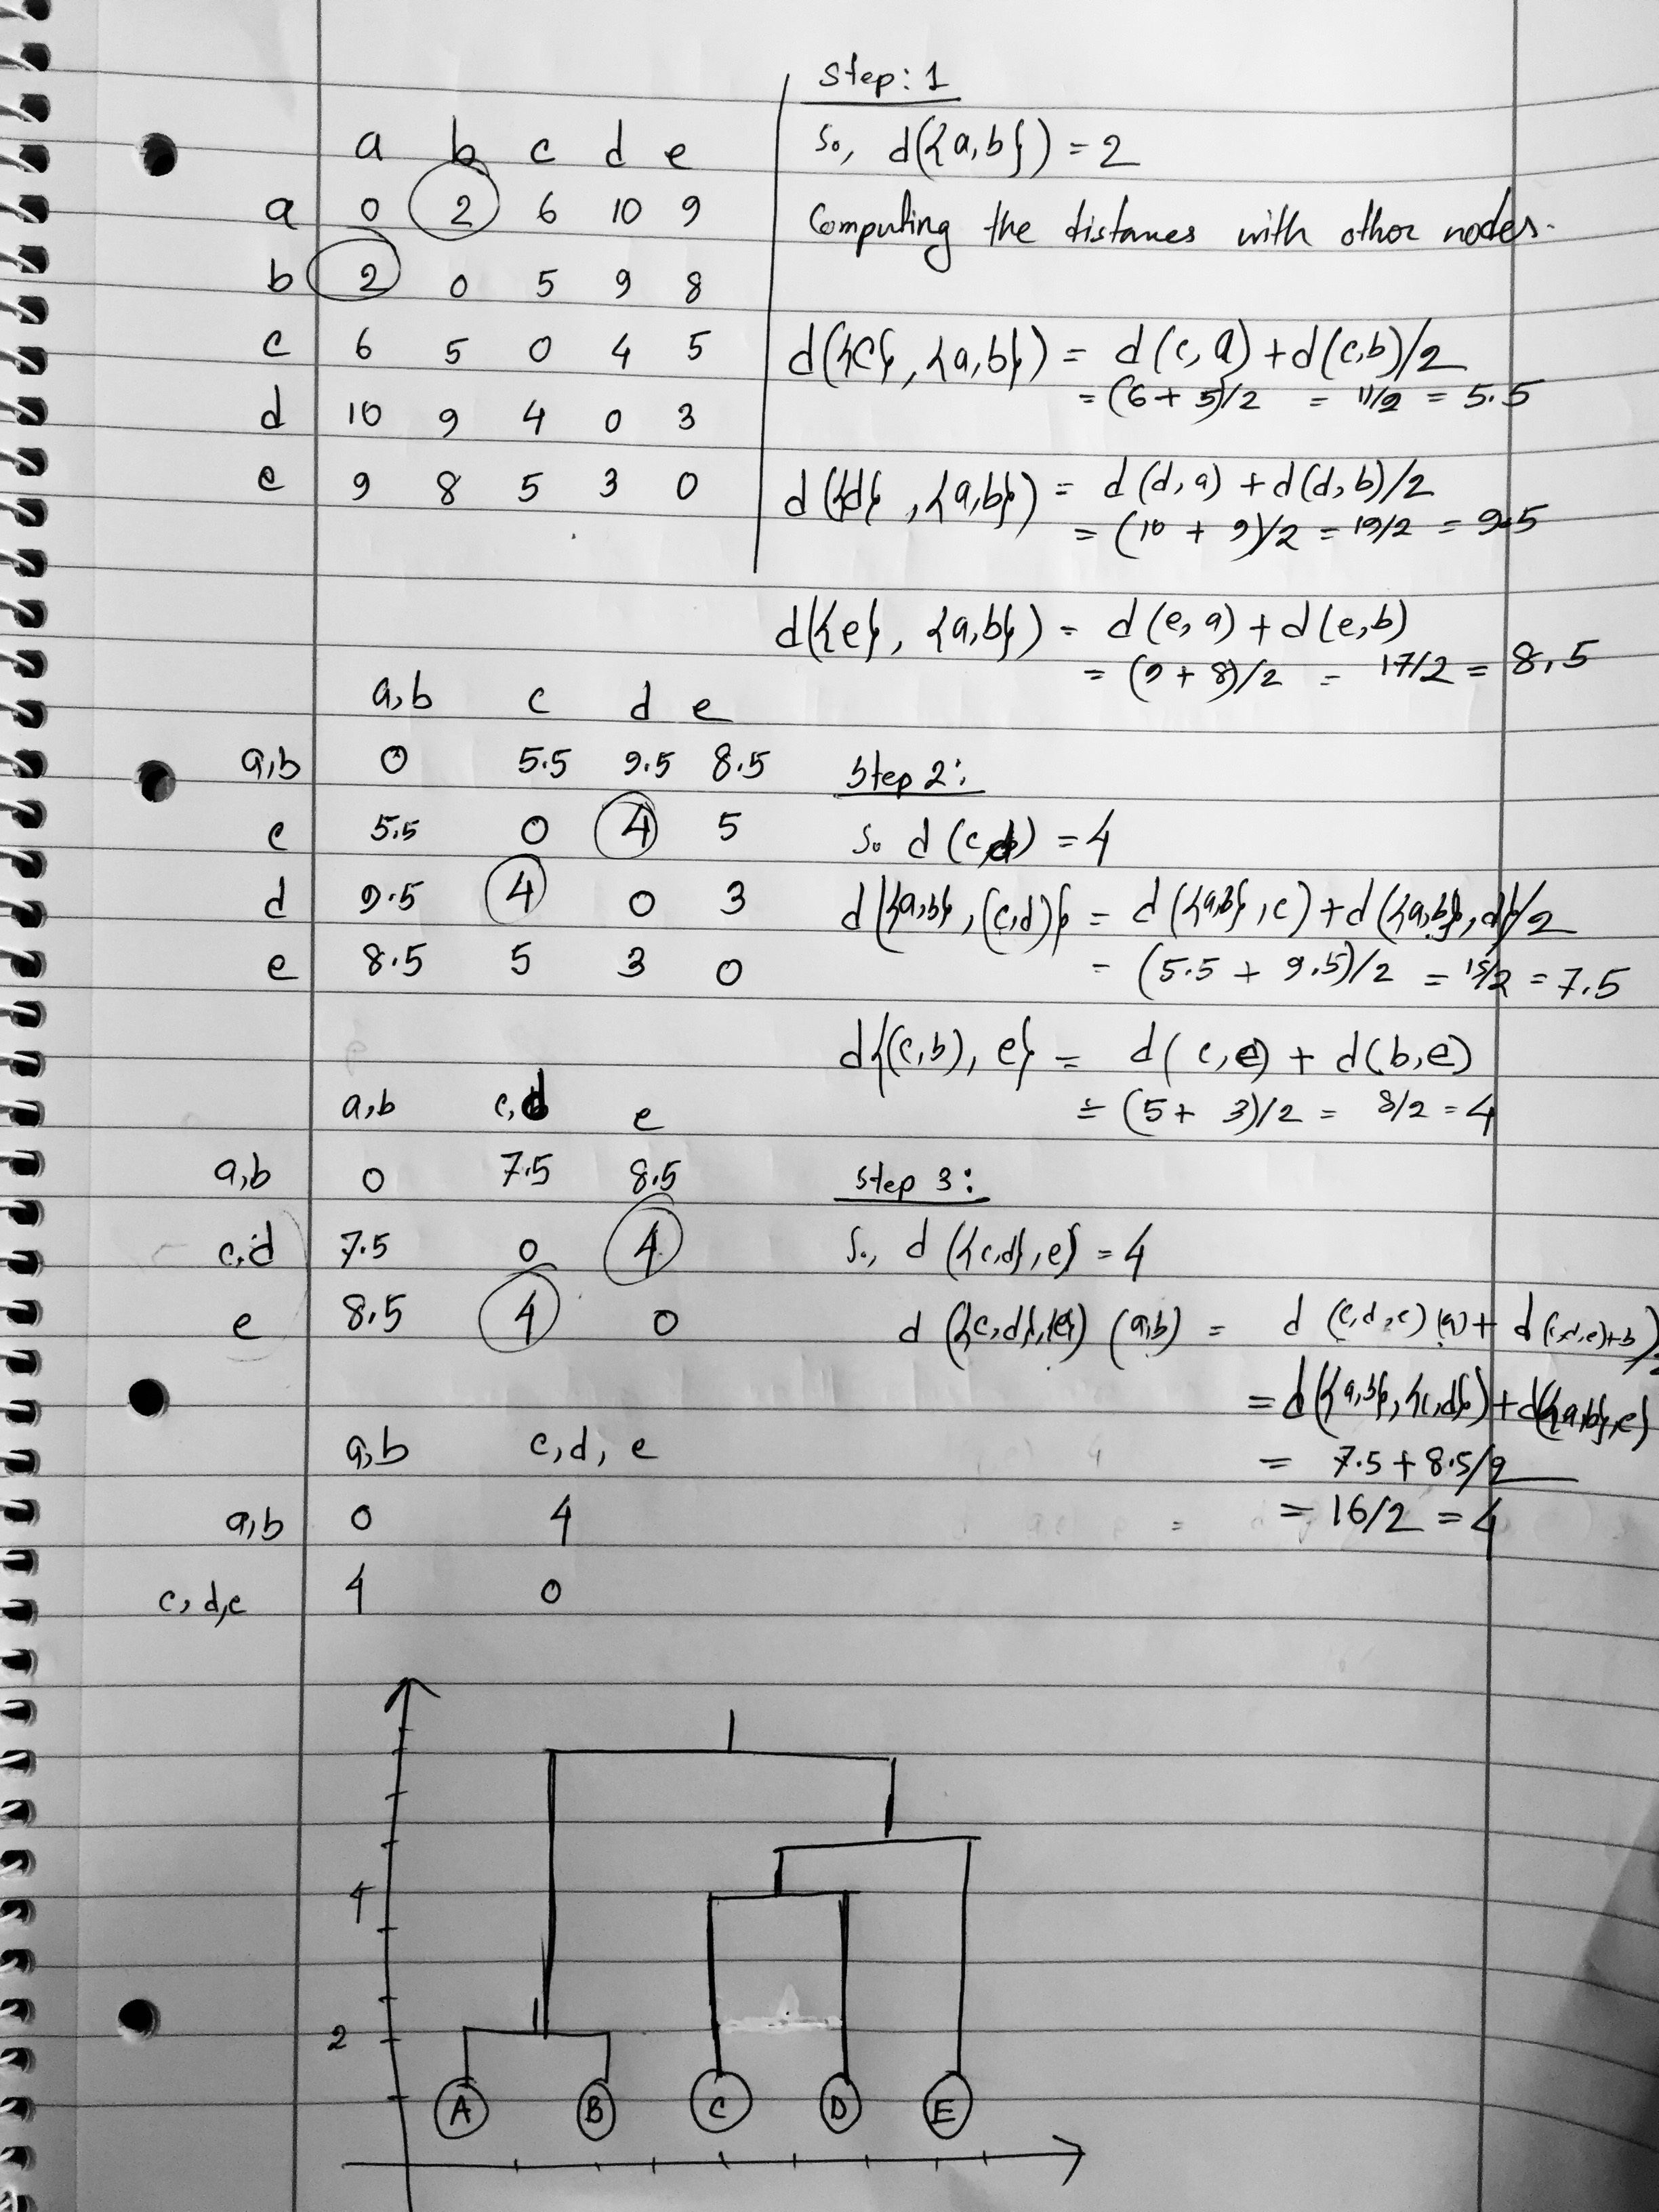 Step: 1
a b c d e
So, d({a,b}) = 2
a 0 2 6 10 9
Computing the distances with other nodes.
b 2 0 5 9 8
c 6 5 0 4 5
d({c}, {a,b}) = d(c,a) + d(c,b)/2
= (6+5)/2 = 11/2 = 5.5
d 10 9 4 0 3
e 9 8 5 3 0
d({d}, {a,b}) = d(d,a) + d(d,b)/2
= (10 + 9)/2 = 19/2 = 9.5
d({e}, {a,b}) = d(e,a) + d(e,b)
= (9 + 8)/2 = 17/2 = 8.5
a,b c d e
a,b 0 5.5 9.5 8.5
Step 2:
c 5.5 0 4 5
So d(c,d) = 4
d 9.5 4 0 3
d({a,b}, (c,d)} = d({a,b}, c) + d({a,b}, d)/2
e 8.5 5 3 0
= (5.5 + 9.5)/2 = 15/2 = 7.5
d{(c,b), e} = d(c,e) + d(b,e)
= (5 + 3)/2 = 8/2 = 4
a,b c,d e
a,b 0 7.5 8.5
Step 3:
c,d 7.5 0 4
So, d({c,d}, e) = 4
e 8.5 4 0
d({c,d}, e) (a,b) = d (c,d,e) (a) + d(c,d,e)+b)/2
= d({a,b}, {c,d}) + d({a,b}, e)
= 7.5 + 8.5/2
= 16/2 = 4
a,b c,d,e
a,b 0 4
c,d,e 4 0
4
2
A B C D E